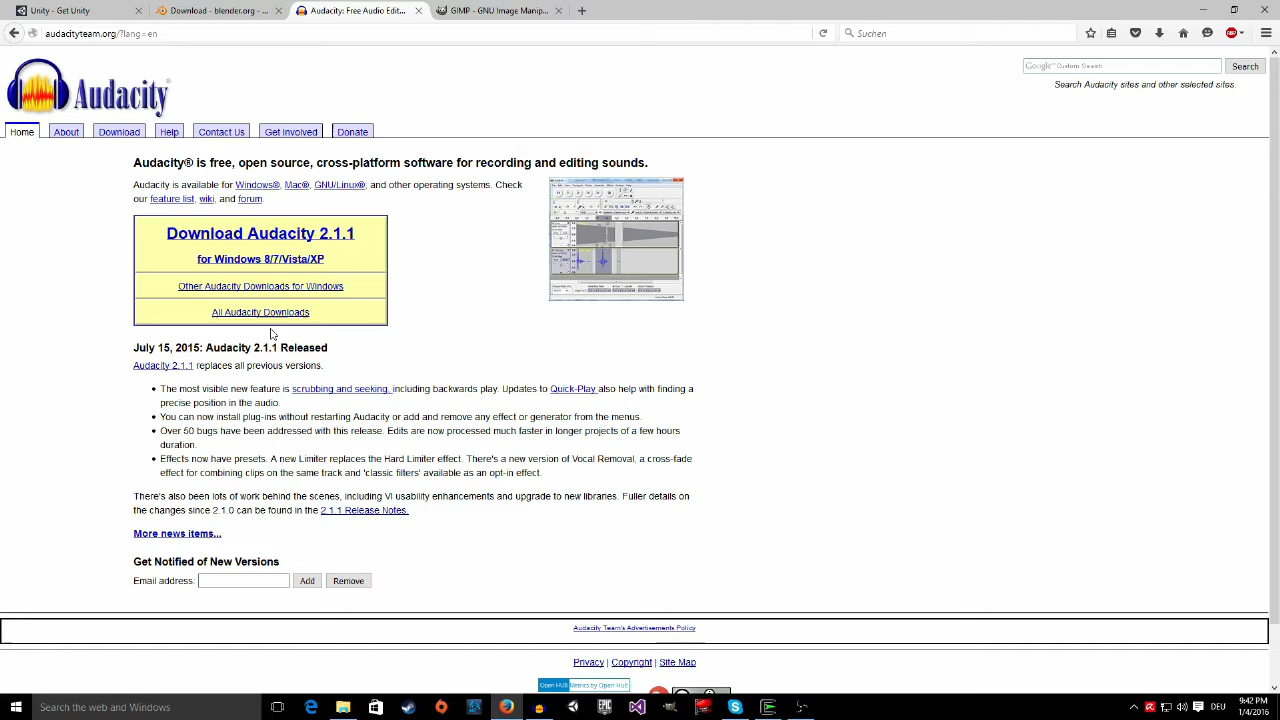 Unity - Get Unity
Download - blender.org - ...
Audacity: Free Audio Edit...
GIMP - GNU Image Manip...
audacityteam.org/?lang=en
Suchen
ABP
Audacity®
Google™ Custom Search
Search
Search Audacity sites and other selected sites.
Home
About
Download
Help
Contact Us
Get Involved
Donate
Audacity® is free, open source, cross-platform software for recording and editing sounds.
Audacity is available for Windows®, Mac®, GNU/Linux®, and other operating systems. Check
our feature list, wiki, and forum.
Download Audacity 2.1.1
for Windows 8/7/Vista/XP
Other Audacity Downloads for Windows
All Audacity Downloads
July 15, 2015: Audacity 2.1.1 Released
Audacity 2.1.1 replaces all previous versions.
• The most visible new feature is scrubbing and seeking, including backwards play. Updates to Quick-Play also help with finding a
precise position in the audio.
• You can now install plug-ins without restarting Audacity or add and remove any effect or generator from the menus.
• Over 50 bugs have been addressed with this release. Edits are now processed much faster in longer projects of a few hours
duration.
• Effects now have presets. A new Limiter replaces the Hard Limiter effect. There's a new version of Vocal Removal, a cross-fade
effect for combining clips on the same track and 'classic filters' available as an opt-in effect.
There's also been lots of work behind the scenes, including VI usability enhancements and upgrade to new libraries. Fuller details on
the changes since 2.1.0 can be found in the 2.1.1 Release Notes.
More news items...
Get Notified of New Versions
Email address:
Add
Remove
Audacity Team's Advertisements Policy
Privacy | Copyright | Site Map
Open HUB Metrics by Open Hub
Search the web and Windows
EPIC
DEU
9:42 PM
1/4/2016